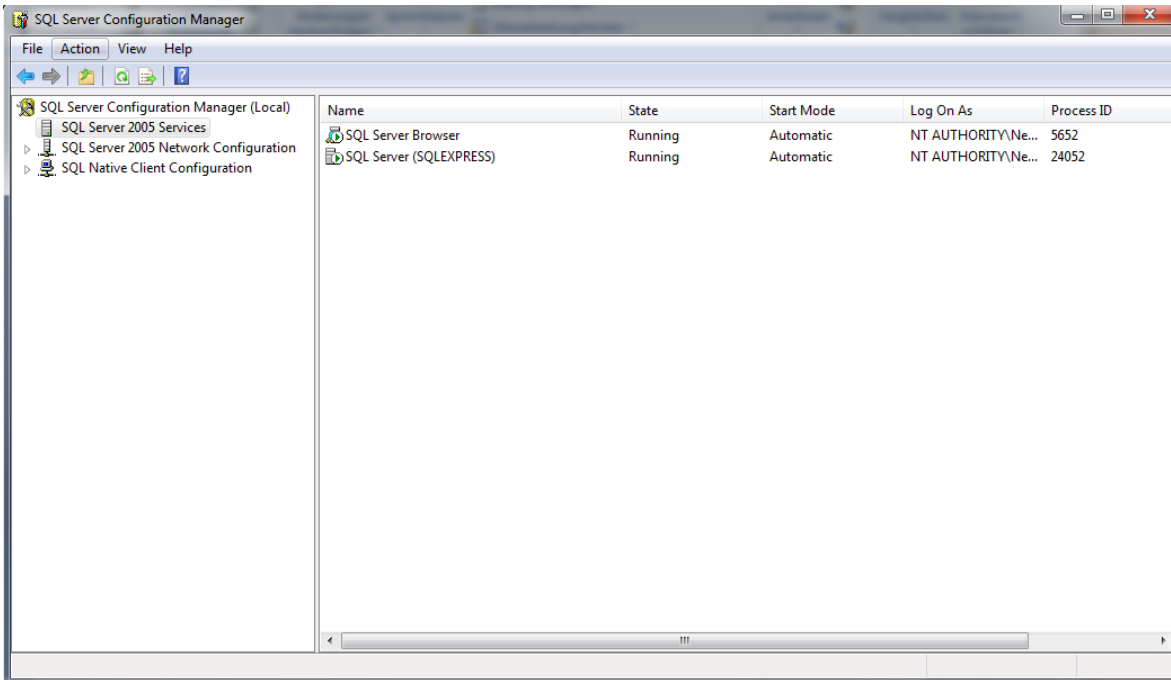 SQL Server Configuration Manager
File Action View Help
SQL Server Configuration Manager (Local)
SQL Server 2005 Services
SQL Server 2005 Network Configuration
SQL Native Client Configuration
Name State Start Mode Log On As Process ID
SQL Server Browser Running Automatic NT AUTHORITY\Ne... 5652
SQL Server (SQLEXPRESS) Running Automatic NT AUTHORITY\Ne... 24052